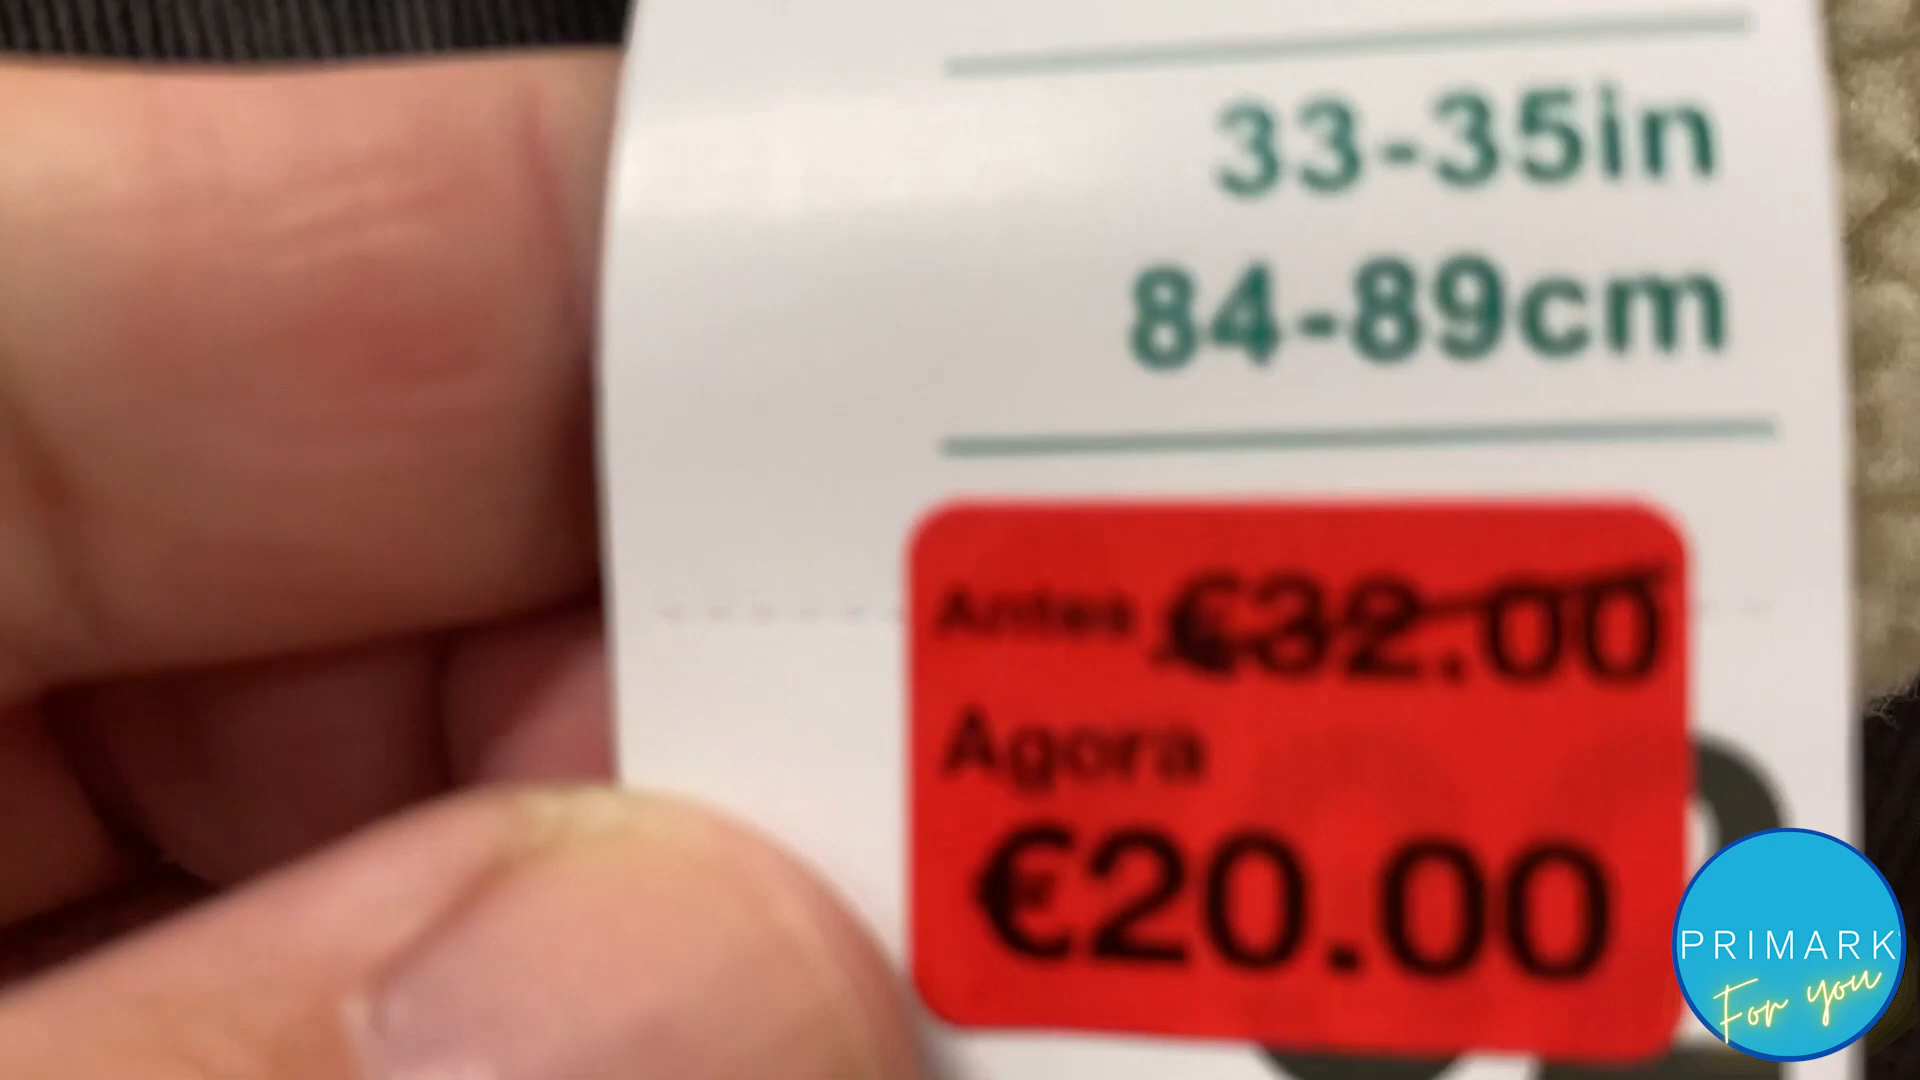 33-35in
84-89cm
Antes €32.00
Agora
€20.00
PRIMARK
For you